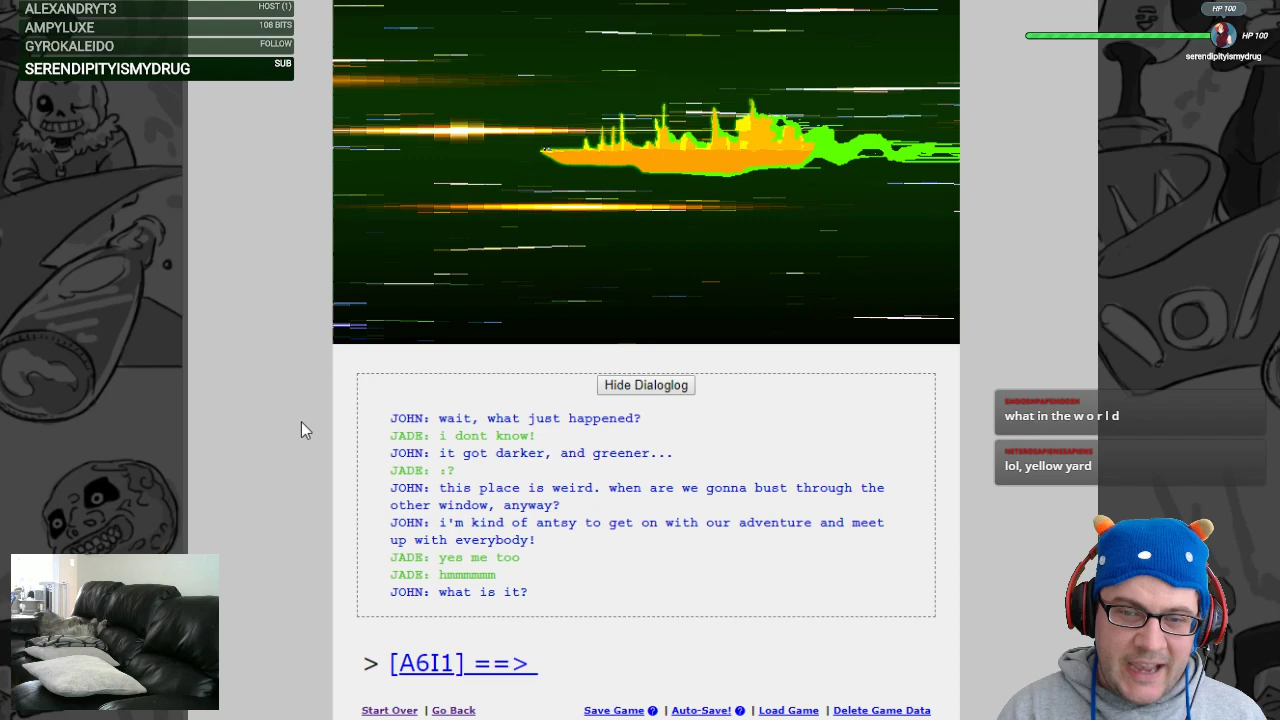 ALEXANDRYT3 HOST (1)
AMPYLUXE 108 BITS
GYROKALEIDO FOLLOW
SERENDIPITYISMYDRUG SUB
HP 100
HP 100
serendipityismydrug
Hide Dialoglog
JOHN: wait, what just happened?
JADE: i dont know!
JOHN: it got darker, and greener...
JADE: :?
JOHN: this place is weird. when are we gonna bust through the
other window, anyway?
JOHN: i'm kind of antsy to get on with our adventure and meet
up with everybody!
JADE: yes me too
JADE: hmmmmmm
JOHN: what is it?
> [A6I1] ==>
Start Over | Go Back
Save Game ? | Auto-Save! ? | Load Game | Delete Game Data
what in the w o r l d
lol, yellow yard